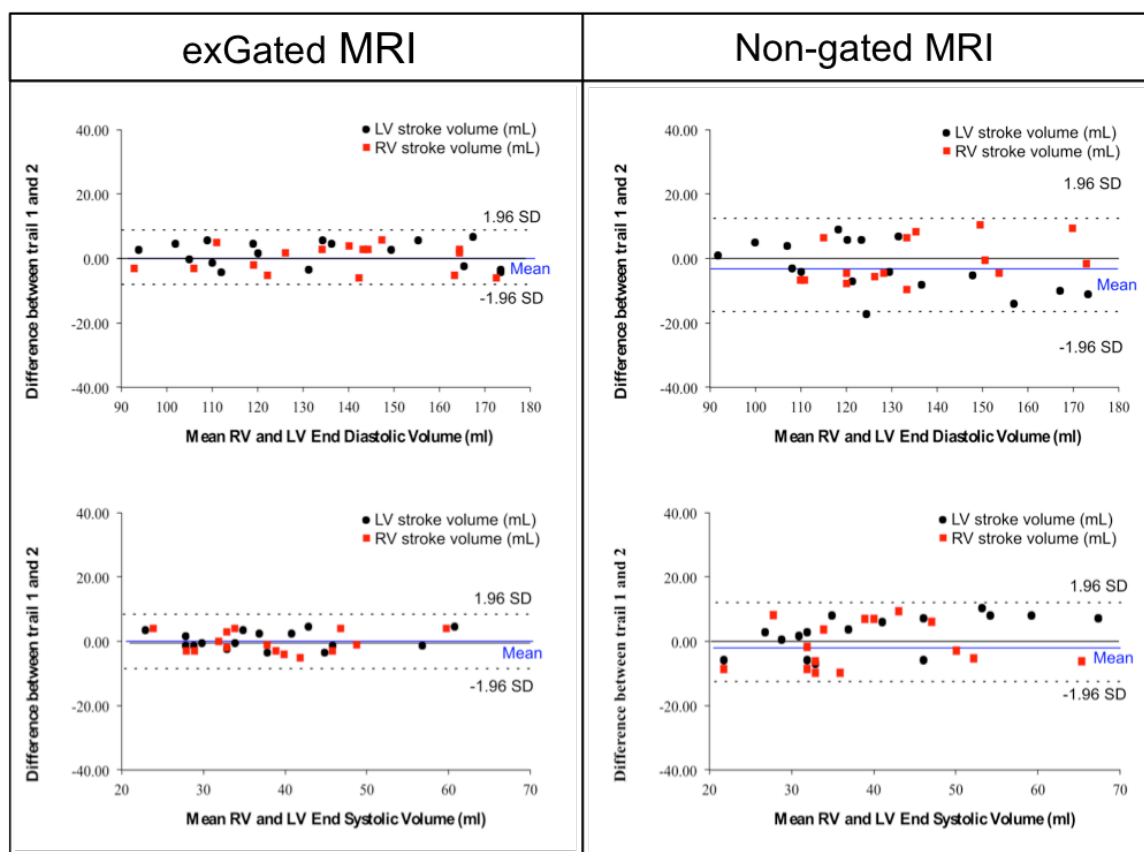 exGated MRI
Non-gated MRI
Difference between trail 1 and 2
40.00
20.00
0.00
-20.00
-40.00
LV stroke volume (mL)
RV stroke volume (mL)
1.96 SD
Mean
-1.96 SD
90 100 110 120 130 140 150 160 170 180
Mean RV and LV End Diastolic Volume (ml)
Difference between trail 1 and 2
40.00
20.00
0.00
-20.00
-40.00
LV stroke volume (mL)
RV stroke volume (mL)
1.96 SD
Mean
-1.96 SD
90 100 110 120 130 140 150 160 170 180
Mean RV and LV End Diastolic Volume (ml)
Difference between trail 1 and 2
40.00
20.00
0.00
-20.00
-40.00
LV stroke volume (mL)
RV stroke volume (mL)
1.96 SD
Mean
-1.96 SD
20 30 40 50 60 70
Mean RV and LV End Systolic Volume (ml)
Difference between trail 1 and 2
40.00
20.00
0.00
-20.00
-40.00
LV stroke volume (mL)
RV stroke volume (mL)
1.96 SD
Mean
-1.96 SD
20 30 40 50 60 70
Mean RV and LV End Systolic Volume (ml)